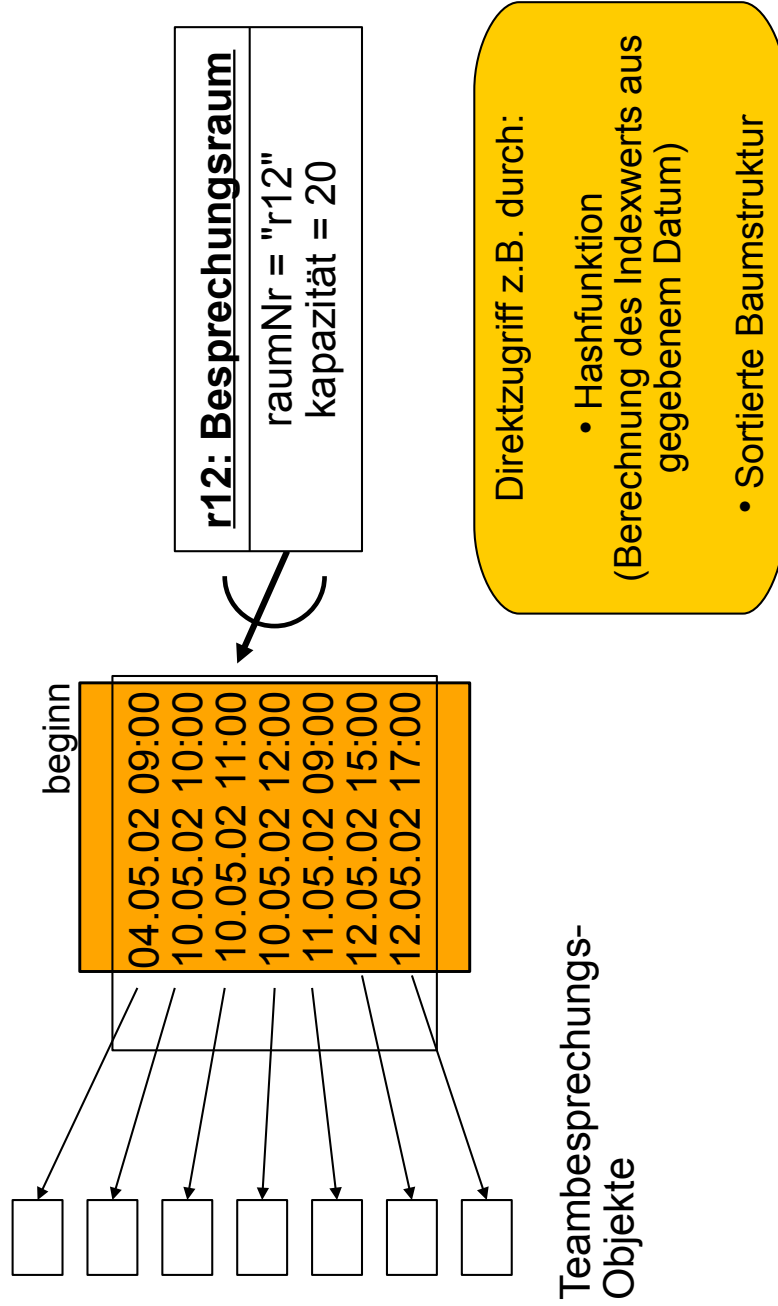 r12: Besprechungsraum
raumNr = "r12"
kapazität = 20
beginn
04.05.02 09:00
10.05.02 10:00
10.05.02 11:00
10.05.02 12:00
11.05.02 09:00
12.05.02 15:00
12.05.02 17:00
Teambesprechungs-
Objekte
Direktzugriff z.B. durch:
• Hashfunktion
(Berechnung des Indexwerts aus
gegebenem Datum)
• Sortierte Baumstruktur